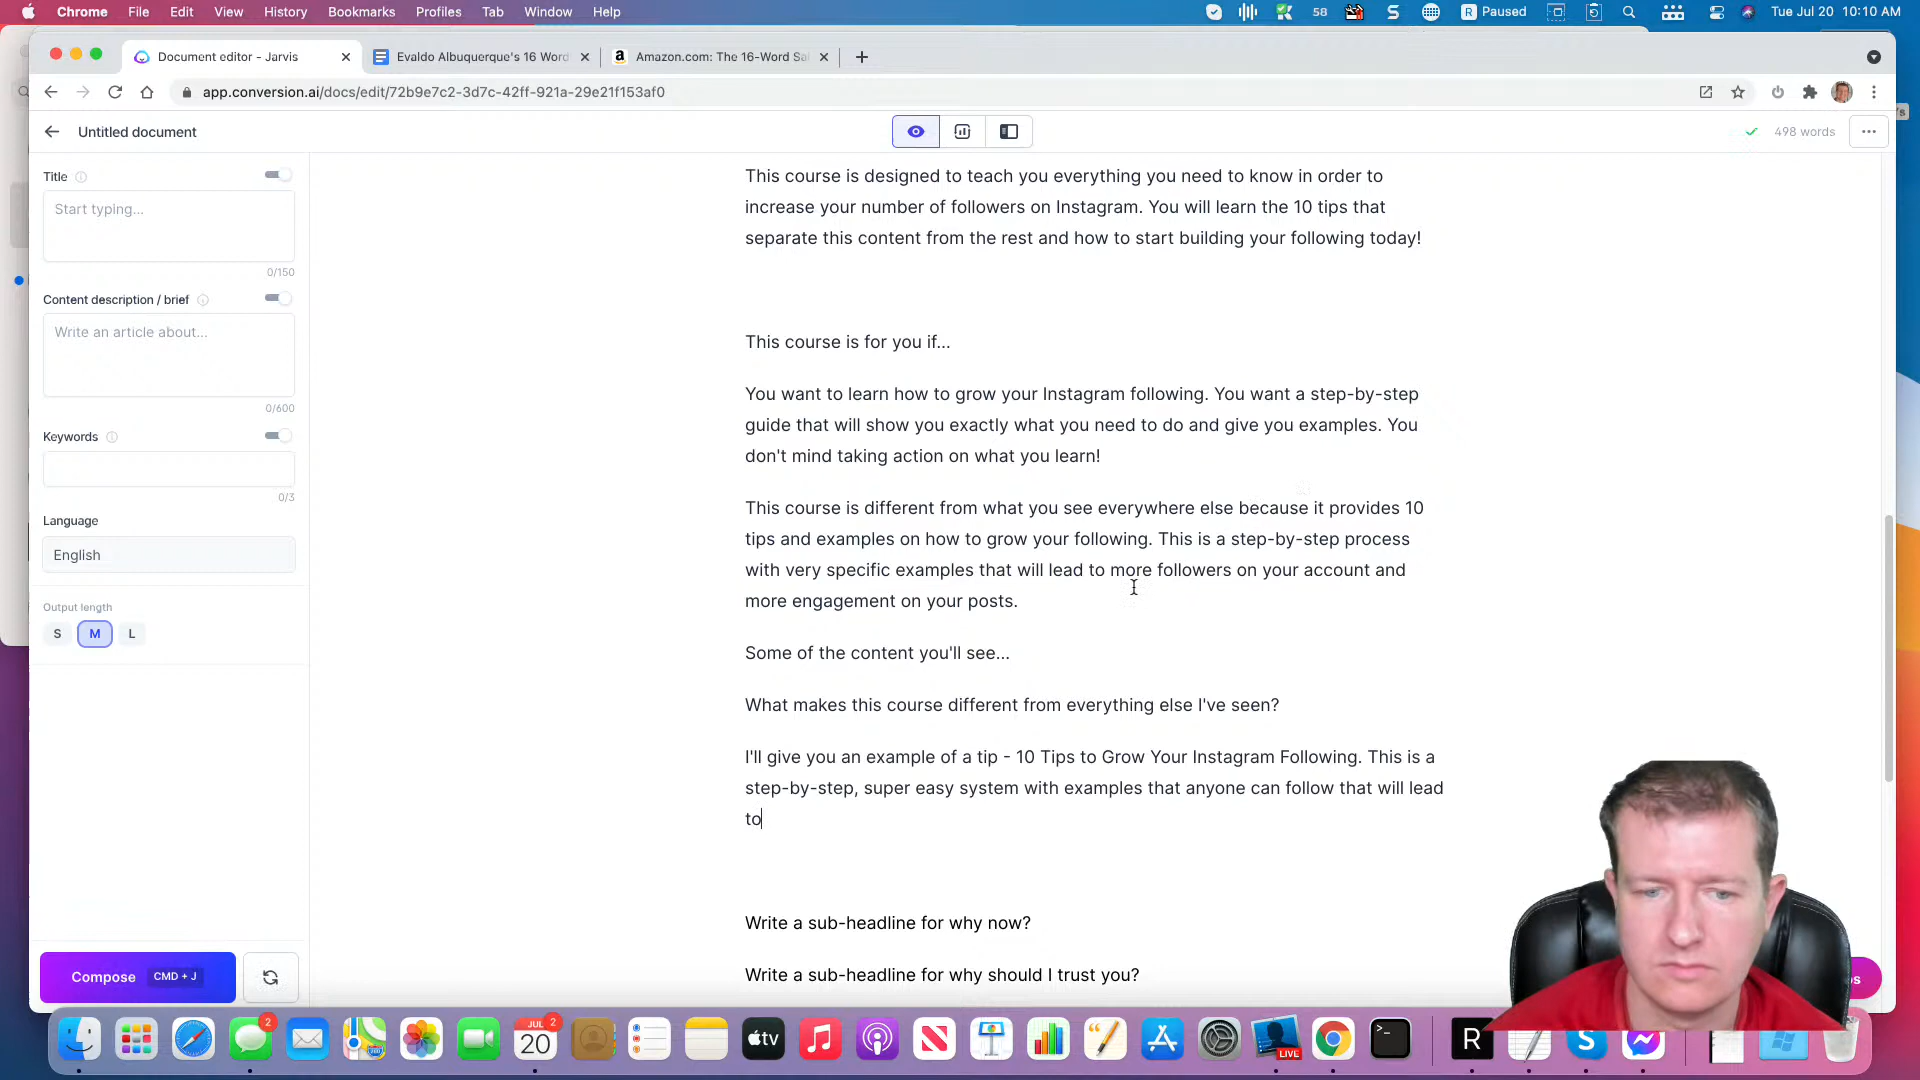 Chrome File Edit View History Bookmarks Profiles Tab Window Help
58
R Paused
Tue Jul 20 10:10 AM
Document editor - Jarvis
Evaldo Albuquerque's 16 Word
Amazon.com: The 16-Word Sal
app.conversion.ai/docs/edit/72b9e7c2-3d7c-42ff-921a-29e21f153af0
Untitled document
498 words
Title
Start typing...
0/150
Content description / brief
Write an article about...
0/600
Keywords
0/3
Language
English
Output length
S M L
Compose CMD + J
This course is designed to teach you everything you need to know in order to
increase your number of followers on Instagram. You will learn the 10 tips that
separate this content from the rest and how to start building your following today!
This course is for you if...
You want to learn how to grow your Instagram following. You want a step-by-step
guide that will show you exactly what you need to do and give you examples. You
don't mind taking action on what you learn!
This course is different from what you see everywhere else because it provides 10
tips and examples on how to grow your following. This is a step-by-step process
with very specific examples that will lead to more followers on your account and
more engagement on your posts.
Some of the content you'll see...
What makes this course different from everything else I've seen?
I'll give you an example of a tip - 10 Tips to Grow Your Instagram Following. This is a
step-by-step, super easy system with examples that anyone can follow that will lead
to
Write a sub-headline for why now?
Write a sub-headline for why should I trust you?
2
JUL
20
2
tv
LIVE
R
S